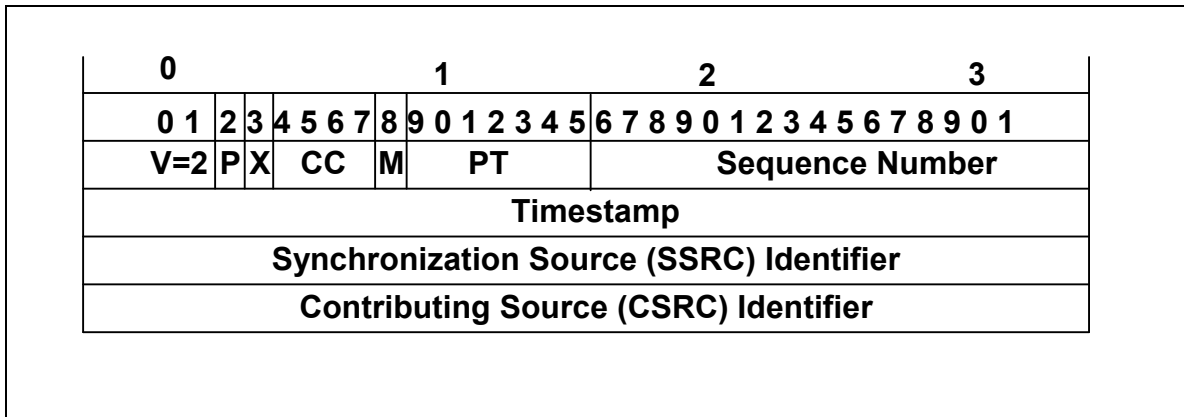 0 1 2 3
0 1 2 3 4 5 6 7 8 9 0 1 2 3 4 5 6 7 8 9 0 1 2 3 4 5 6 7 8 9 0 1
V=2 P X CC M PT Sequence Number
Timestamp
Synchronization Source (SSRC) Identifier
Contributing Source (CSRC) Identifier